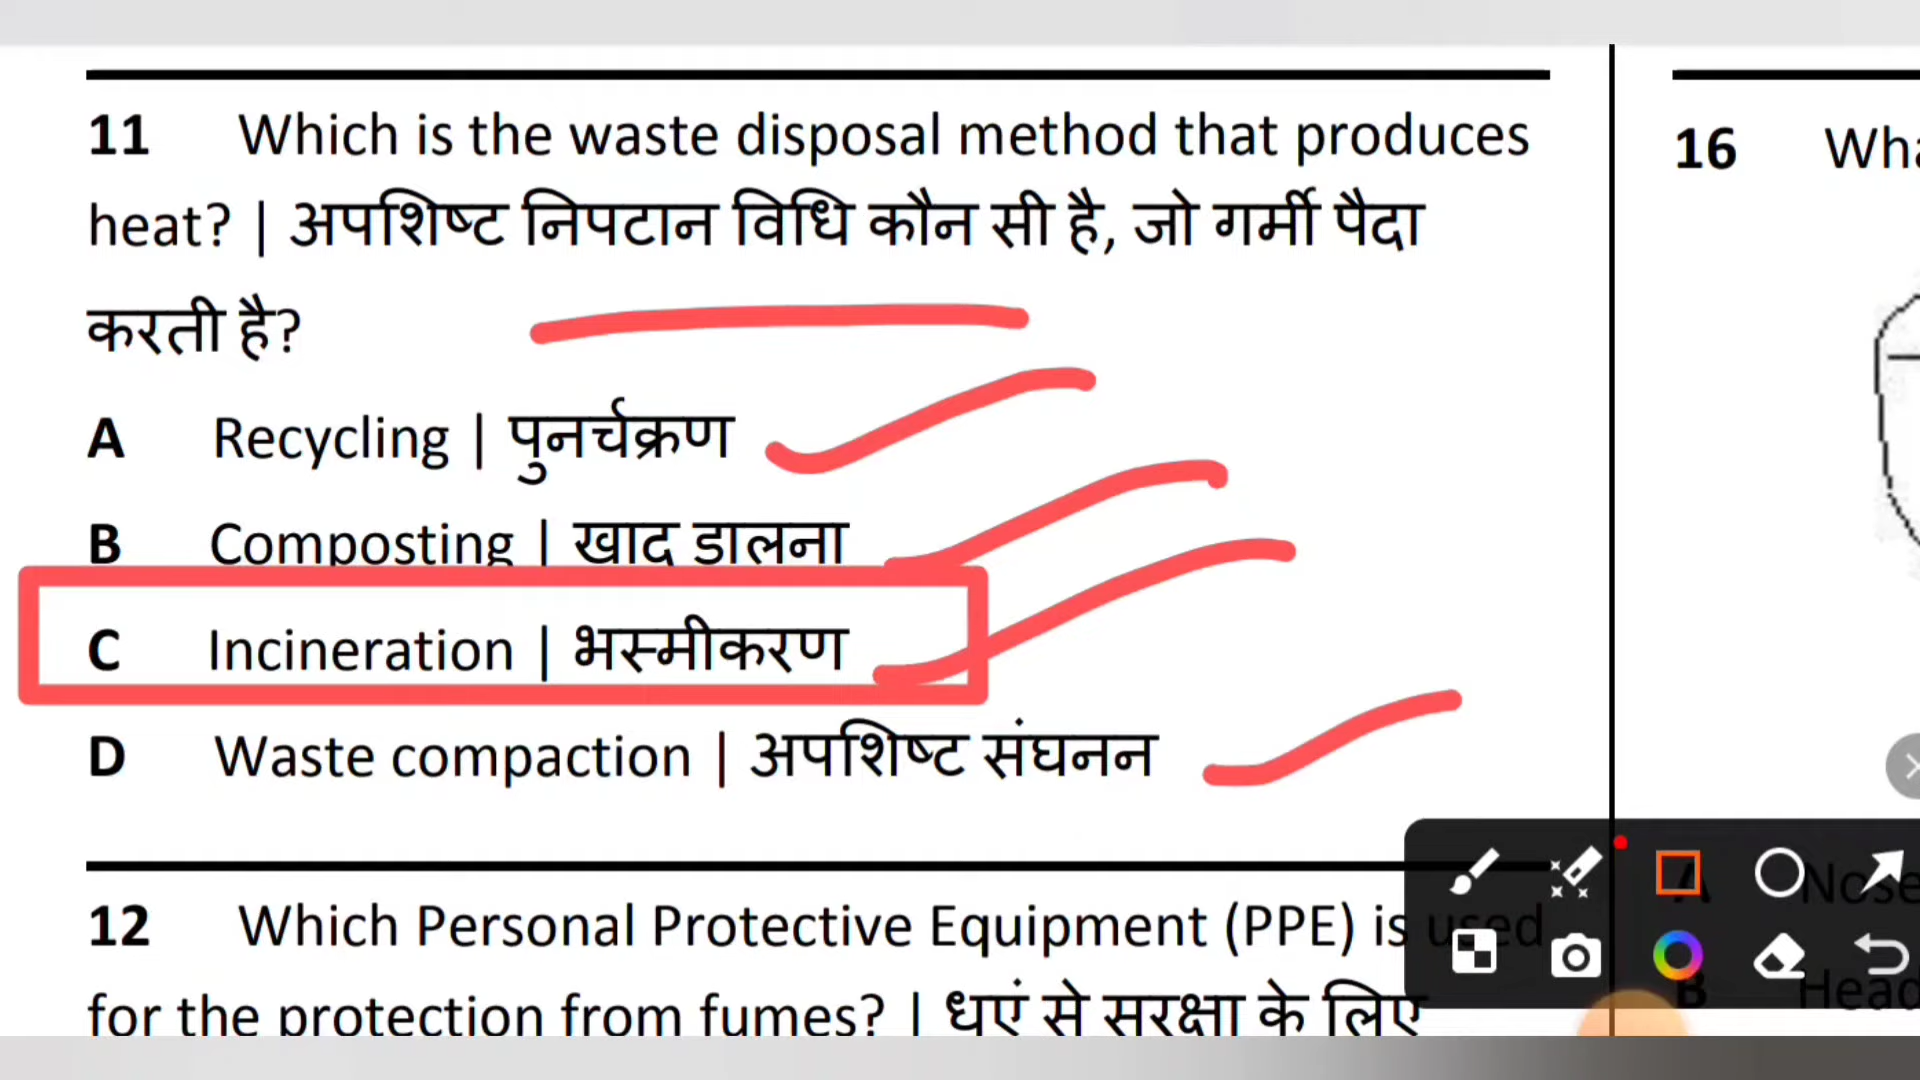 11 Which is the waste disposal method that produces
heat? | अपशिष्ट निपटान विधि कौन सी है, जो गर्मी पैदा
करती है?
A Recycling | पुनर्चक्रण
B Composting | खाद डालना
C Incineration | भस्मीकरण
D Waste compaction | अपशिष्ट संघनन
12 Which Personal Protective Equipment (PPE) is used
for the protection from fumes? | धुएं से सुरक्षा के लिए
16
A Nose
B Head